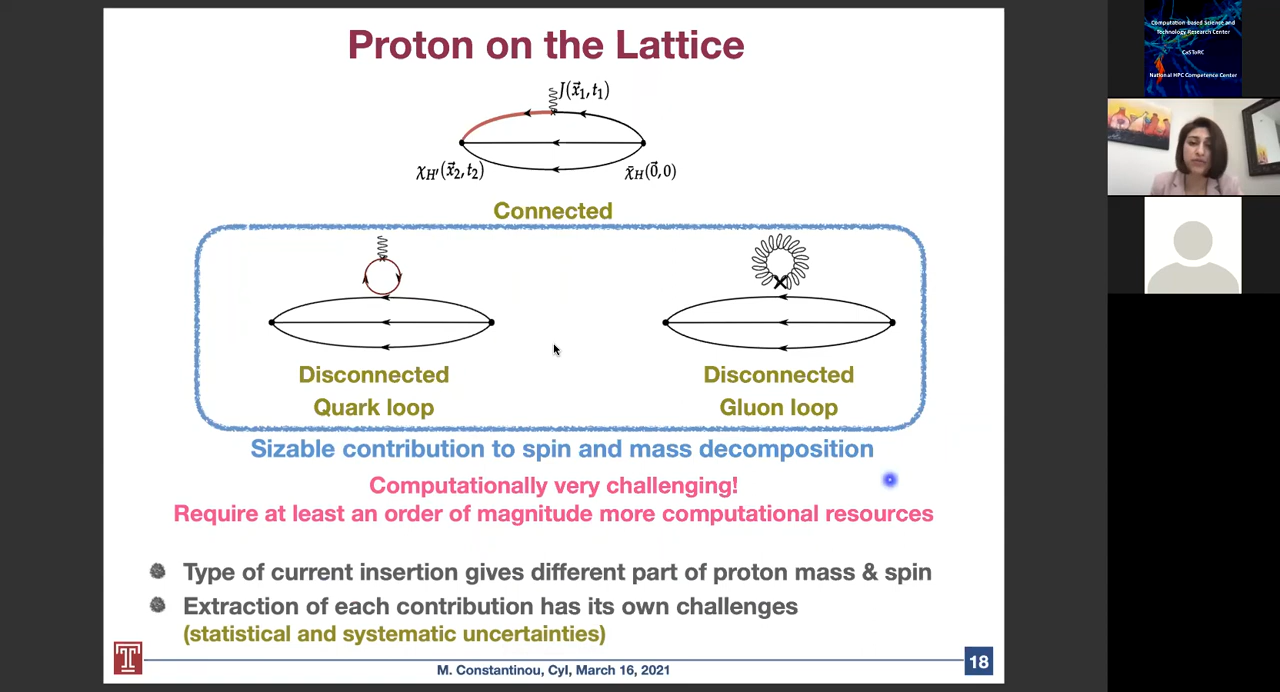 Proton on the Lattice
J(x⃗₁,t₁)
χ_H′(x⃗₂,t₂)
χ̄_H(0⃗,0)
Connected
Disconnected
Quark loop
Disconnected
Gluon loop
Sizable contribution to spin and mass decomposition
Computationally very challenging!
Require at least an order of magnitude more computational resources
Type of current insertion gives different part of proton mass & spin
Extraction of each contribution has its own challenges
(statistical and systematic uncertainties)
M. Constantinou, CyI, March 16, 2021
18
Computation-based Science and
Technology Research Center
CaSToRC
National HPC Competence Center